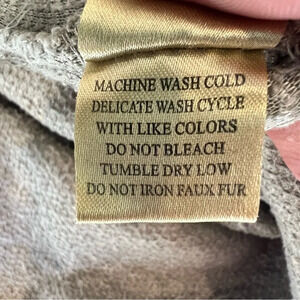 MACHINE WASH COLD
DELICATE WASH CYCLE
WITH LIKE COLORS
DO NOT BLEACH
TUMBLE DRY LOW
DO NOT IRON FAUX FUR